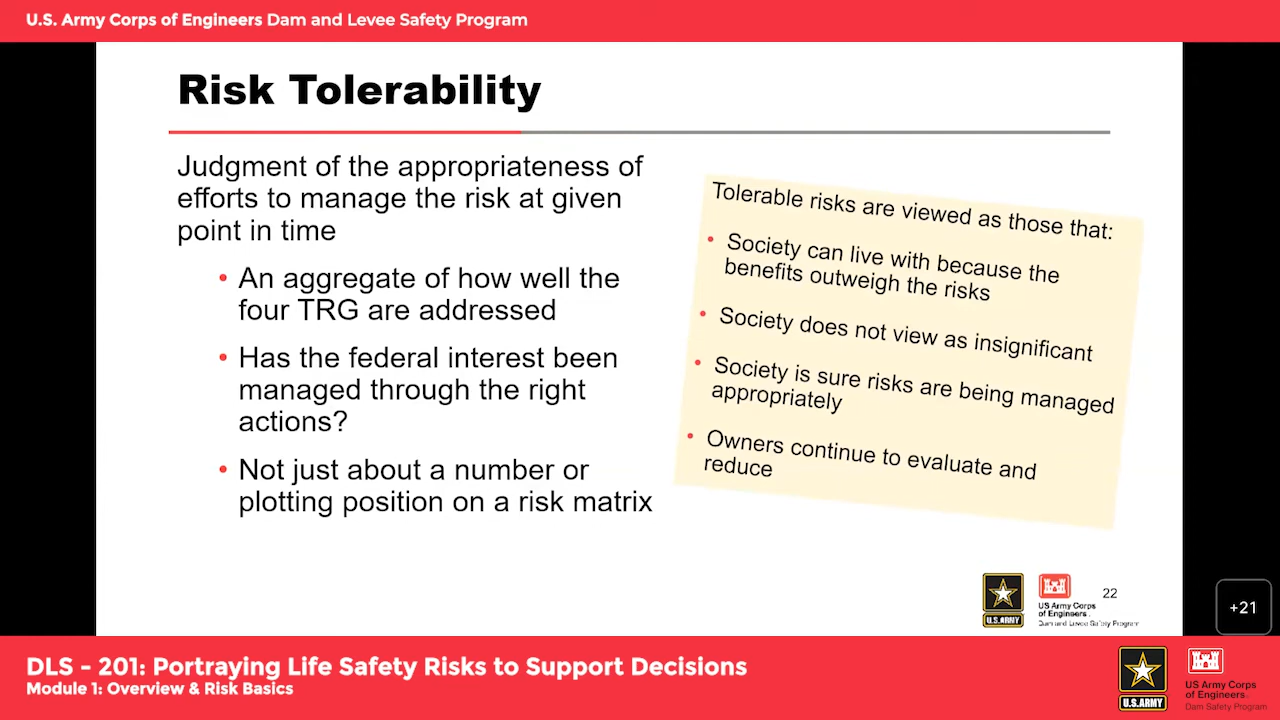 U.S. Army Corps of Engineers Dam and Levee Safety Program
Risk Tolerability
Judgment of the appropriateness of
efforts to manage the risk at given
point in time
• An aggregate of how well the
four TRG are addressed
• Has the federal interest been
managed through the right
actions?
• Not just about a number or
plotting position on a risk matrix
Tolerable risks are viewed as those that:
• Society can live with because the
benefits outweigh the risks
• Society does not view as insignificant
• Society is sure risks are being managed
appropriately
• Owners continue to evaluate and
reduce
U.S. ARMY
US Army Corps
of Engineers.
Dam and Levee Safety Program
22
+21
DLS - 201: Portraying Life Safety Risks to Support Decisions
Module 1: Overview & Risk Basics
U.S. ARMY
US Army Corps
of Engineers.
Dam Safety Program